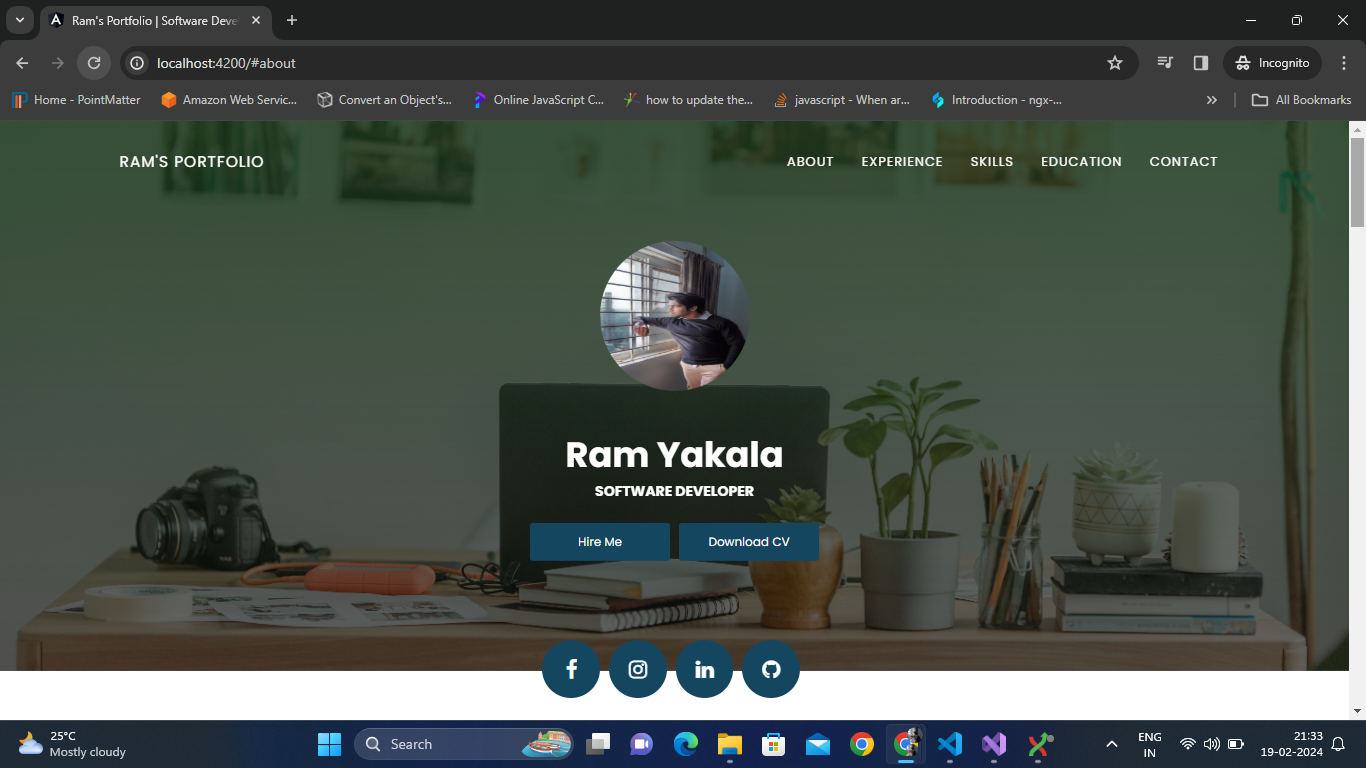 Ram's Portfolio | Software Deve
localhost:4200/#about
Incognito
Home - PointMatter
Amazon Web Servic...
Convert an Object's...
Online JavaScript C...
how to update the...
javascript - When ar...
Introduction - ngx-...
All Bookmarks
RAM'S PORTFOLIO
ABOUT
EXPERIENCE
SKILLS
EDUCATION
CONTACT
Ram Yakala
SOFTWARE DEVELOPER
Hire Me
Download CV
25°C
Mostly cloudy
Search
ENG
IN
21:33
19-02-2024